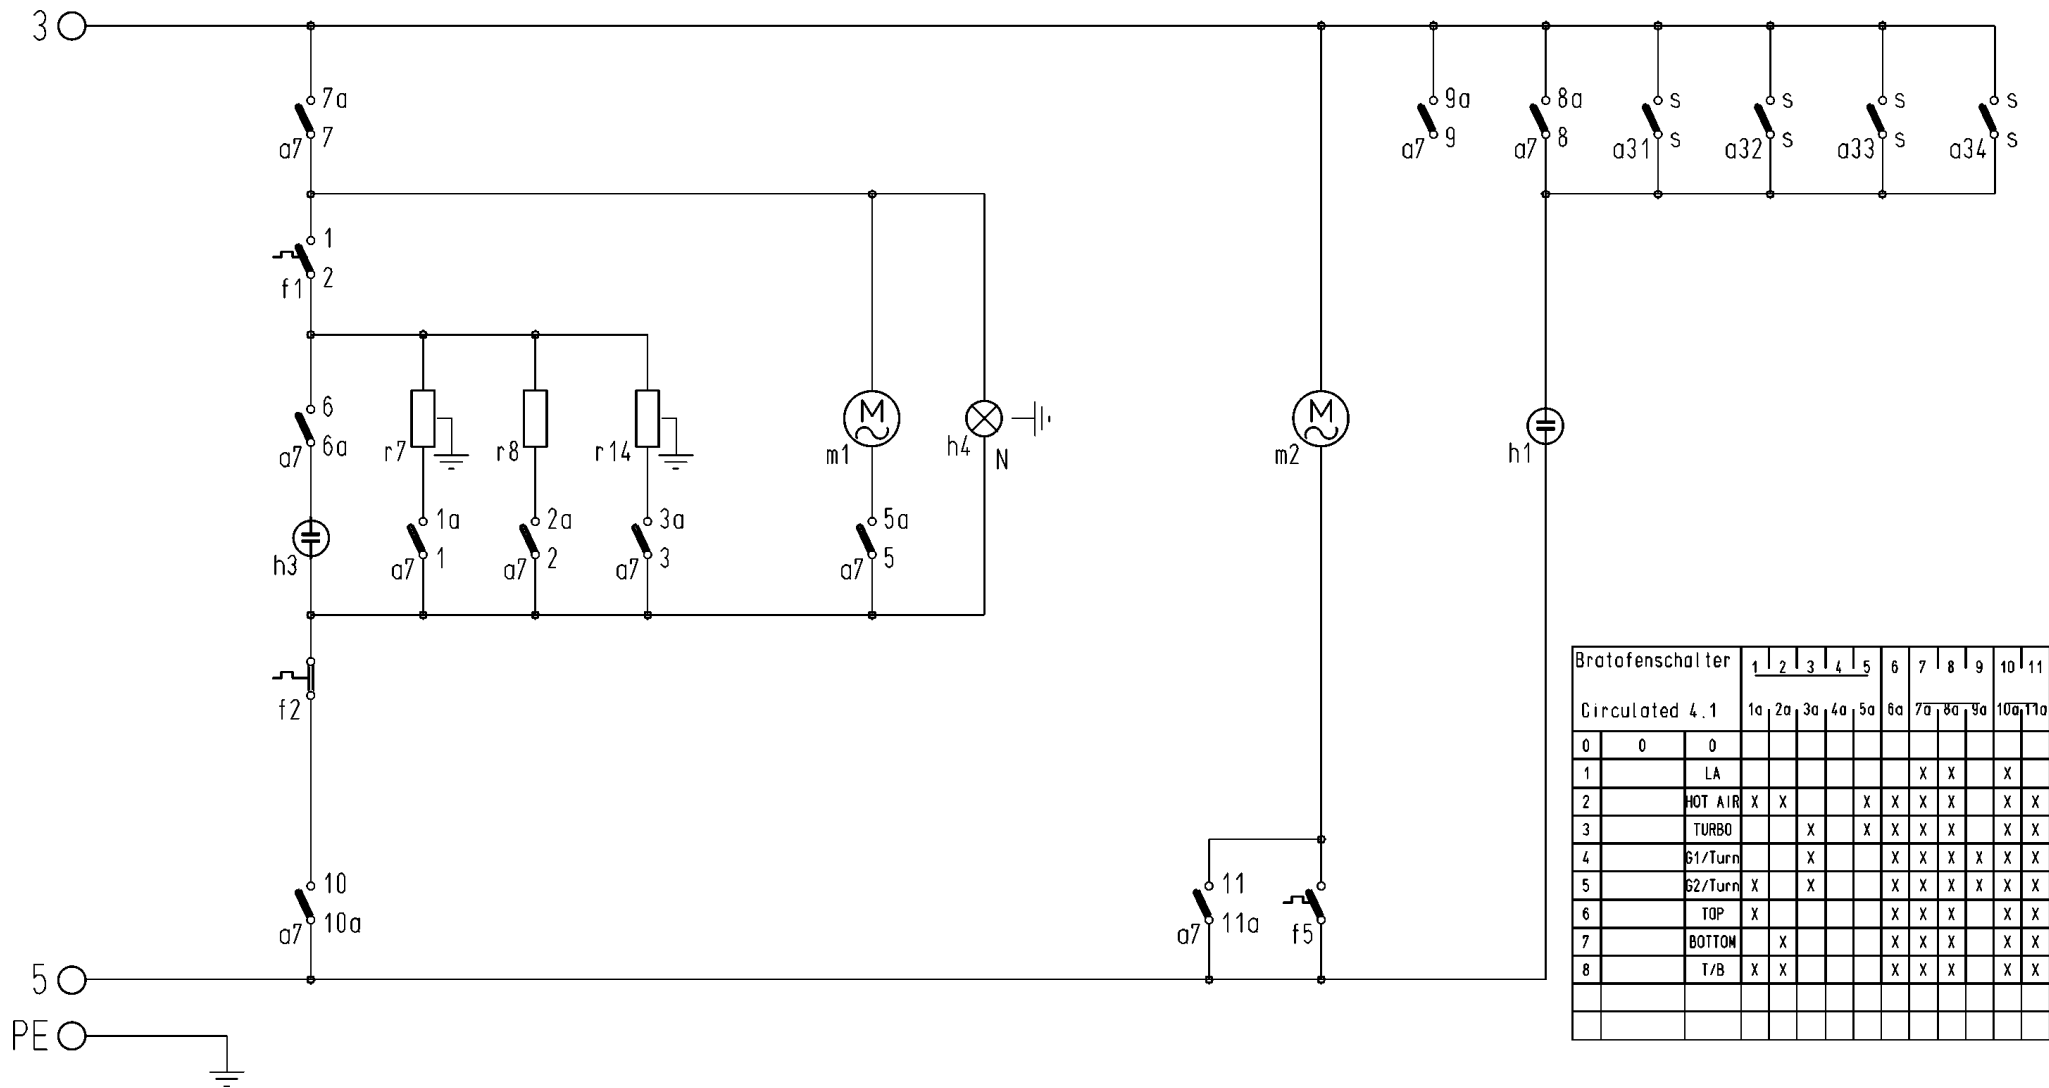 3
7a
9a 8a s s s s
7
9 8 s s s s
a7
a7 a7 a31 a32 a33 a34
1
2
f1
6
6a
a7 r7 r8 r14 m1 h4 N m2 h1
1a 2a 3a 5a
1 2 3 5
h3 a7 a7 a7 a7
f2
10 11
10a 11a
a7 a7 f5
5
PE
Bratofenschalter 1 2 3 4 5 6 7 8 9 10 11
Circulated 4.1 1a 2a 3a 4a 5a 6a 7a 8a 9a 10a 11a
0 0 0
1 LA X X X
2 HOT AIR X X X X X X X X
3 TURBO X X X X X X X
4 G1/Turn X X X X X X X
5 G2/Turn X X X X X X X X
6 TOP X X X X X X
7 BOTTOM X X X X X X
8 T/B X X X X X X X
M
M